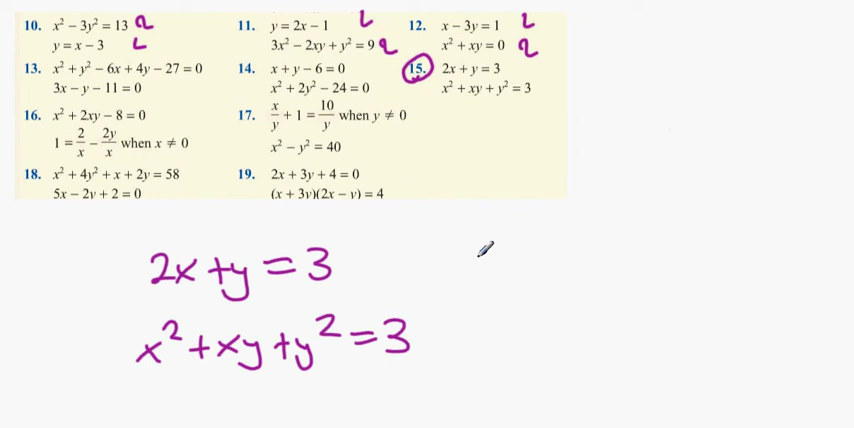 10. x² – 3y² = 13 Q 11. y = 2x – 1 L 12. x – 3y = 1 L
y = x – 3 L 3x² – 2xy + y² = 9 Q x² + xy = 0 Q
13. x² + y² – 6x + 4y – 27 = 0 14. x + y – 6 = 0 15. 2x + y = 3
3x – y – 11 = 0 x² + 2y² – 24 = 0 x² + xy + y² = 3
16. x² + 2xy – 8 = 0 17. x/y + 1 = 10/y when y ≠ 0
1 = 2/x – 2y/x when x ≠ 0 x² – y² = 40
18. x² + 4y² + x + 2y = 58 19. 2x + 3y + 4 = 0
5x – 2y + 2 = 0 (x + 3y)(2x – y) = 4
2x + y = 3
x² + xy + y² = 3